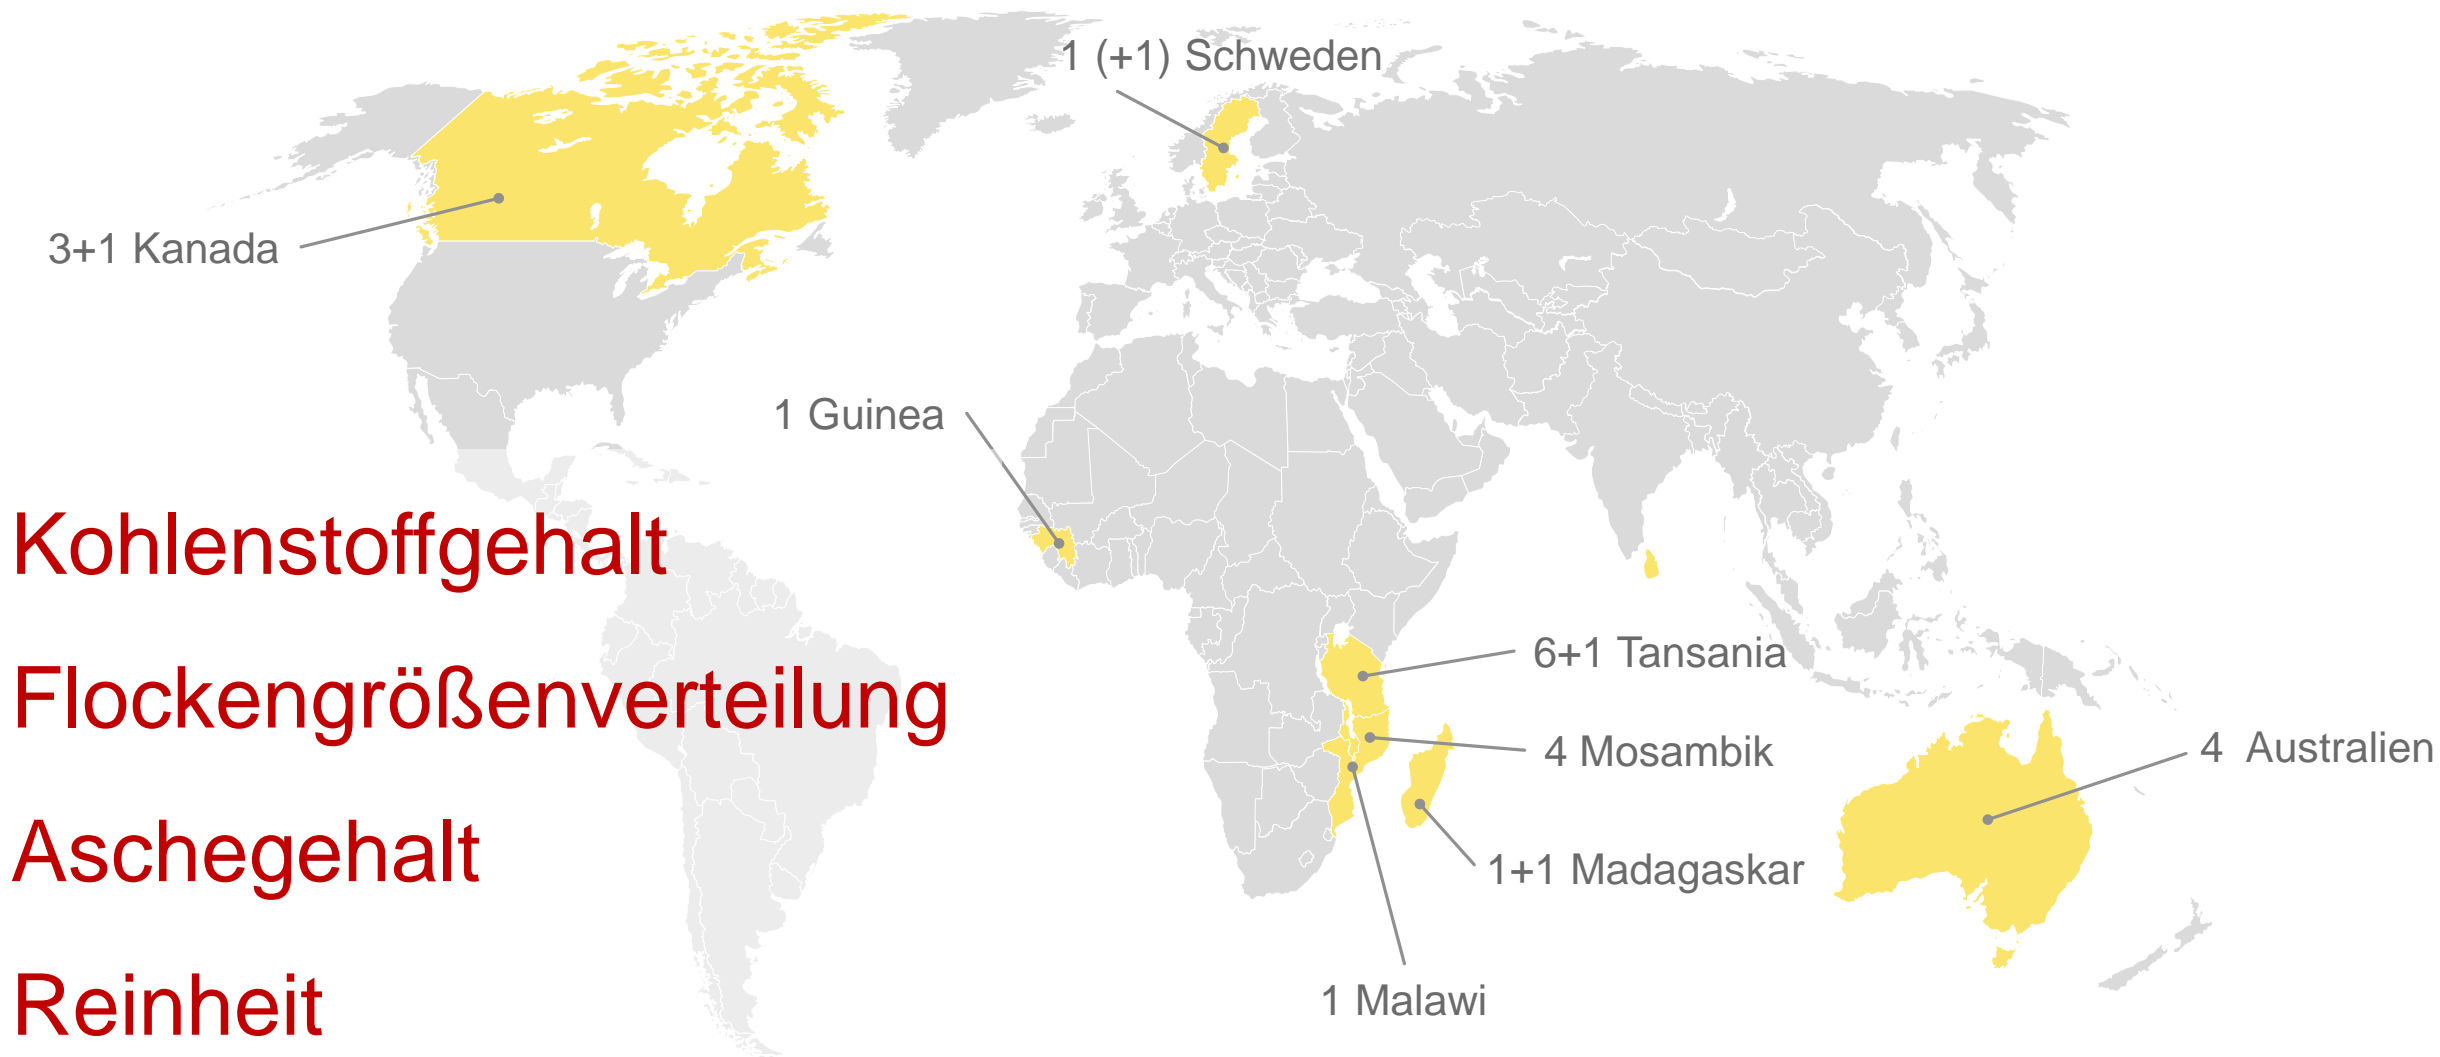 1 (+1) Schweden
3+1 Kanada
1 Guinea
Kohlenstoffgehalt
6+1 Tansania
Flockengrößenverteilung
4 Mosambik
4 Australien
Aschegehalt
1+1 Madagaskar
1 Malawi
Reinheit